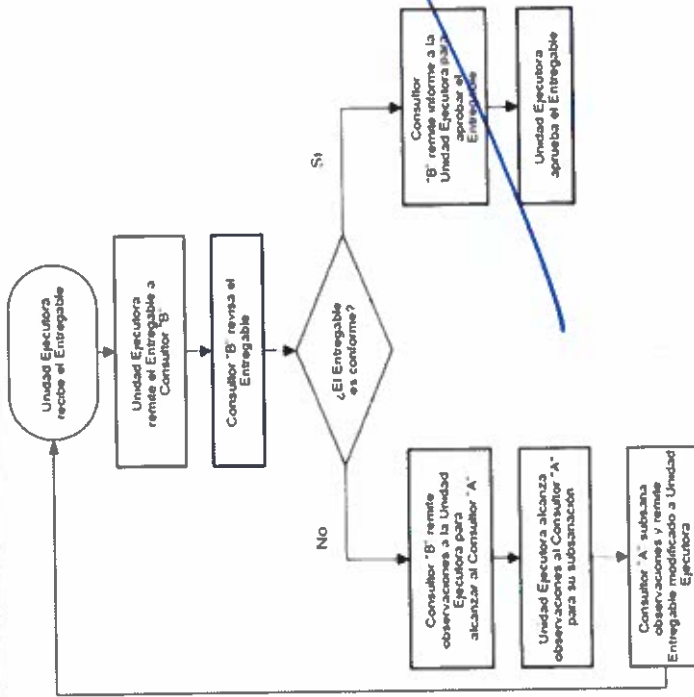 Unidad Ejecutora
recibe el Entregable
Unidad Ejecutora
remite el Entregable a
Consultor "B"
Consultor "B" revisa el
Entregable
¿El Entregable
es conforme?
No
Sí
Consultor "B" remite
observaciones a la Unidad
Ejecutora para
alcanzar al Consultor "A"
Unidad Ejecutora alcanza
observaciones al Consultor "A"
para su subsanación
Consultor "A" subsana
observaciones y remite
Entregable modificado a Unidad
Ejecutora
Consultor
"B" remite informe a la
Unidad Ejecutora para
aprobar el
Entregable
Unidad Ejecutora
aprueba el Entregable